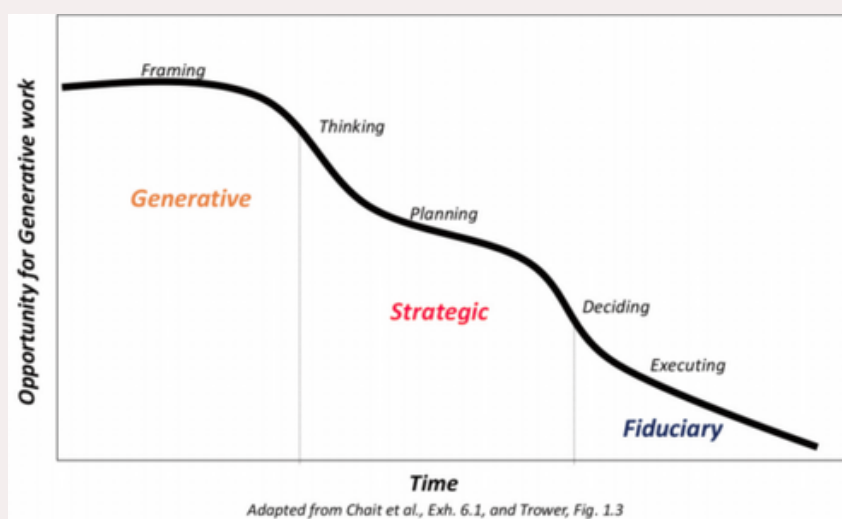 Opportunity for Generative work
Framing
Thinking
Generative
Planning
Strategic
Deciding
Executing
Fiduciary
Time
Adapted from Chait et al., Exh. 6.1, and Trower, Fig. 1.3